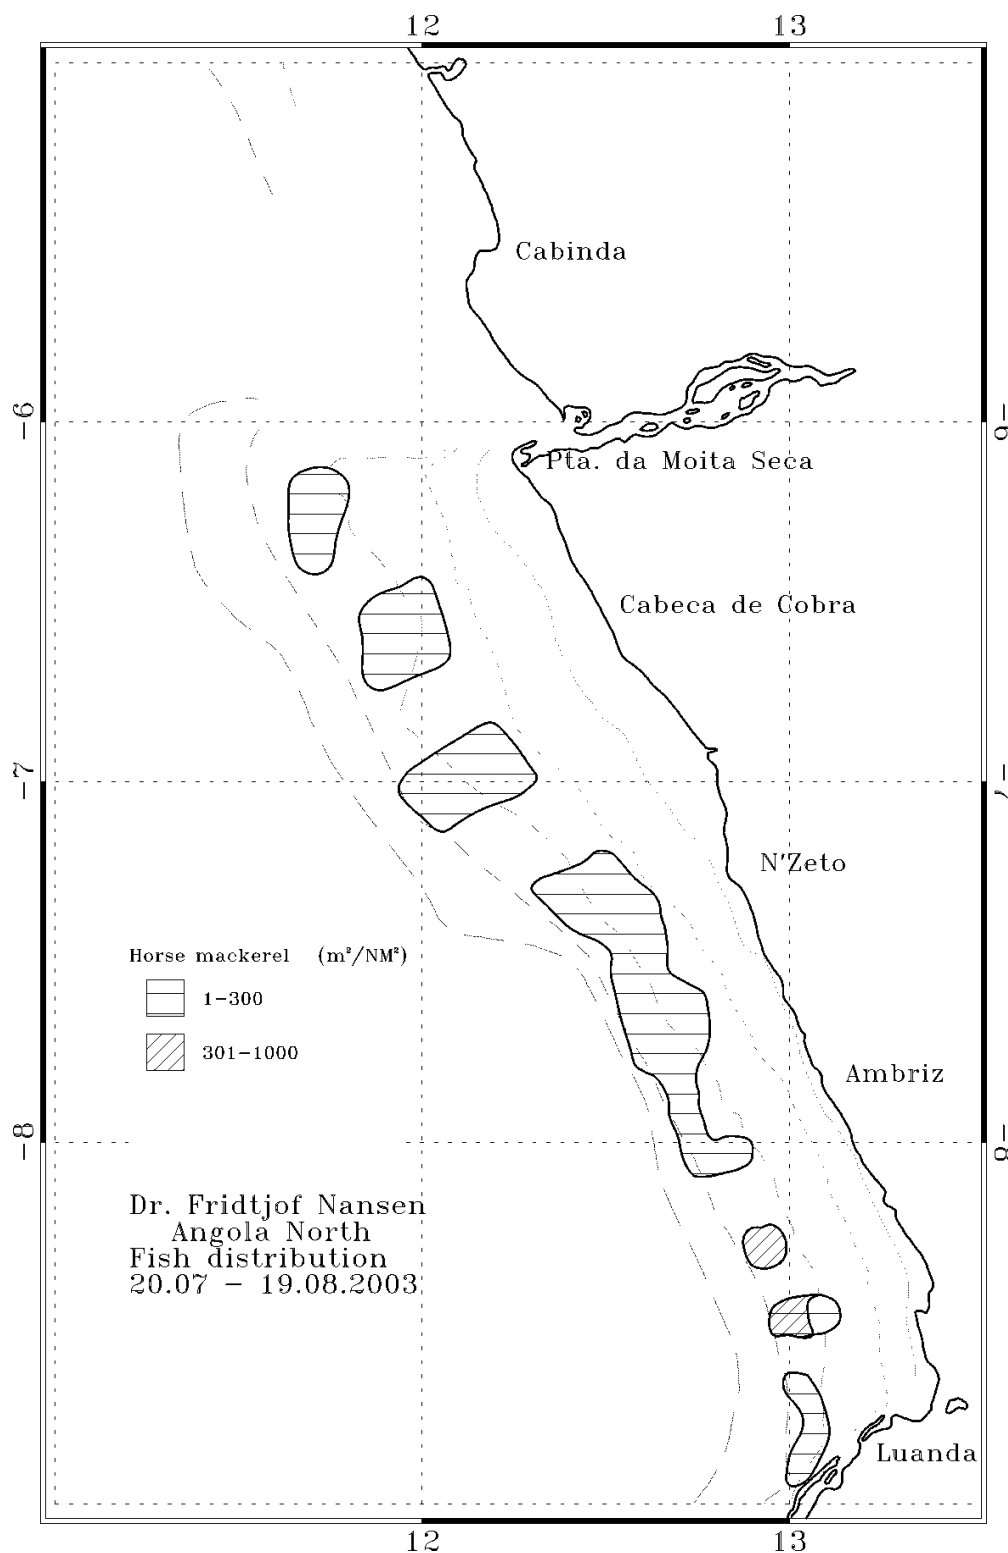 12 13
Cabinda
-6 -6
Pta. da Moita Seca
Cabeca de Cobra
-7 -7
N'Zeto
Horse mackerel (m²/NM²)
1-300
301-1000
Ambriz
-8 -8
Dr. Fridtjof Nansen
Angola North
Fish distribution
20.07 - 19.08.2003
Luanda
12 13